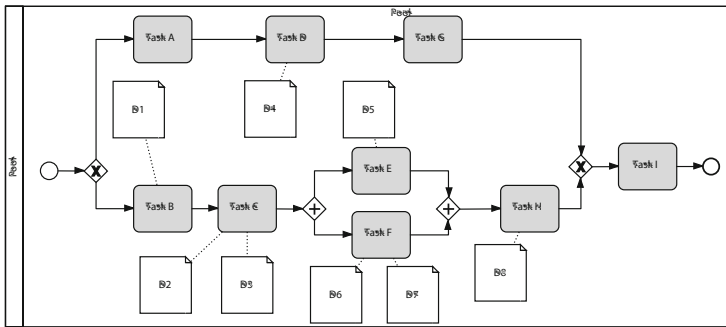 Pool
Pool
Task A
Task D
Task G
D1
D4
D5
Task E
Task I
Task B
Task C
Task F
Task H
D2
D3
D6
D7
D8